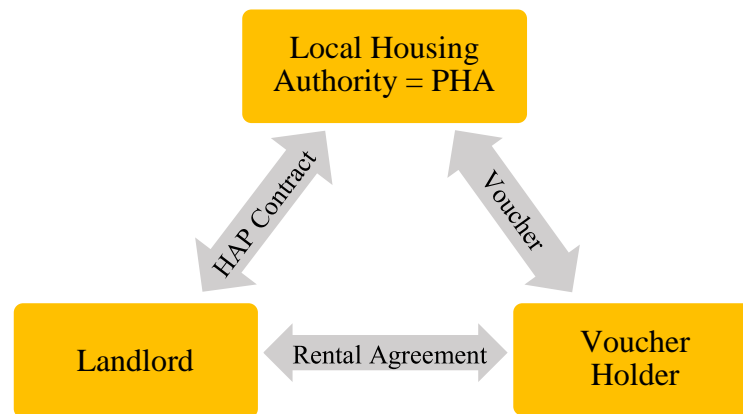 Local Housing
Authority = PHA
HAP Contract
Voucher
Landlord
Rental Agreement
Voucher
Holder